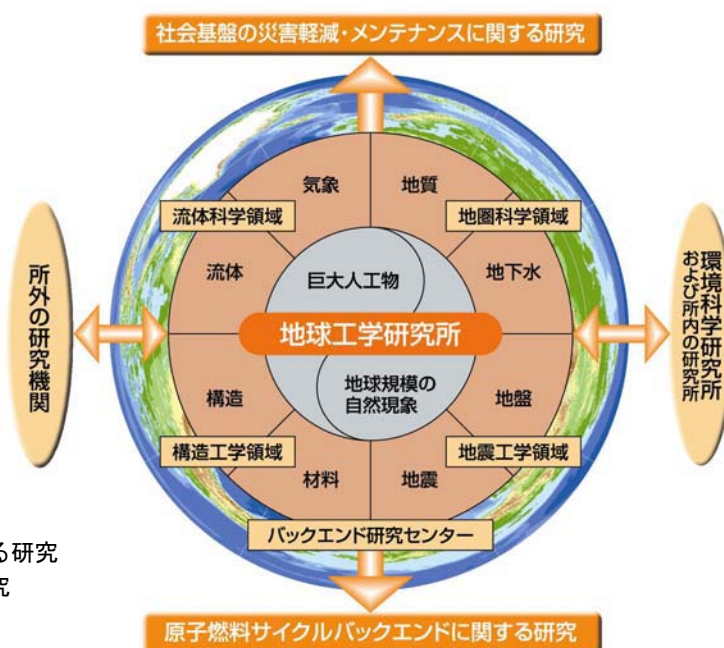 社会基盤の災害軽減・メンテナンスに関する研究
気象
地質
流体科学領域
地圏科学領域
流体
地下水
巨大人工物
所外の研究機関
地球工学研究所
環境科学研究所
および所内の研究所
地球規模の
自然現象
構造
地盤
構造工学領域
地震工学領域
材料
地震
バックエンド研究センター
る研究
究
原子燃料サイクルバックエンドに関する研究